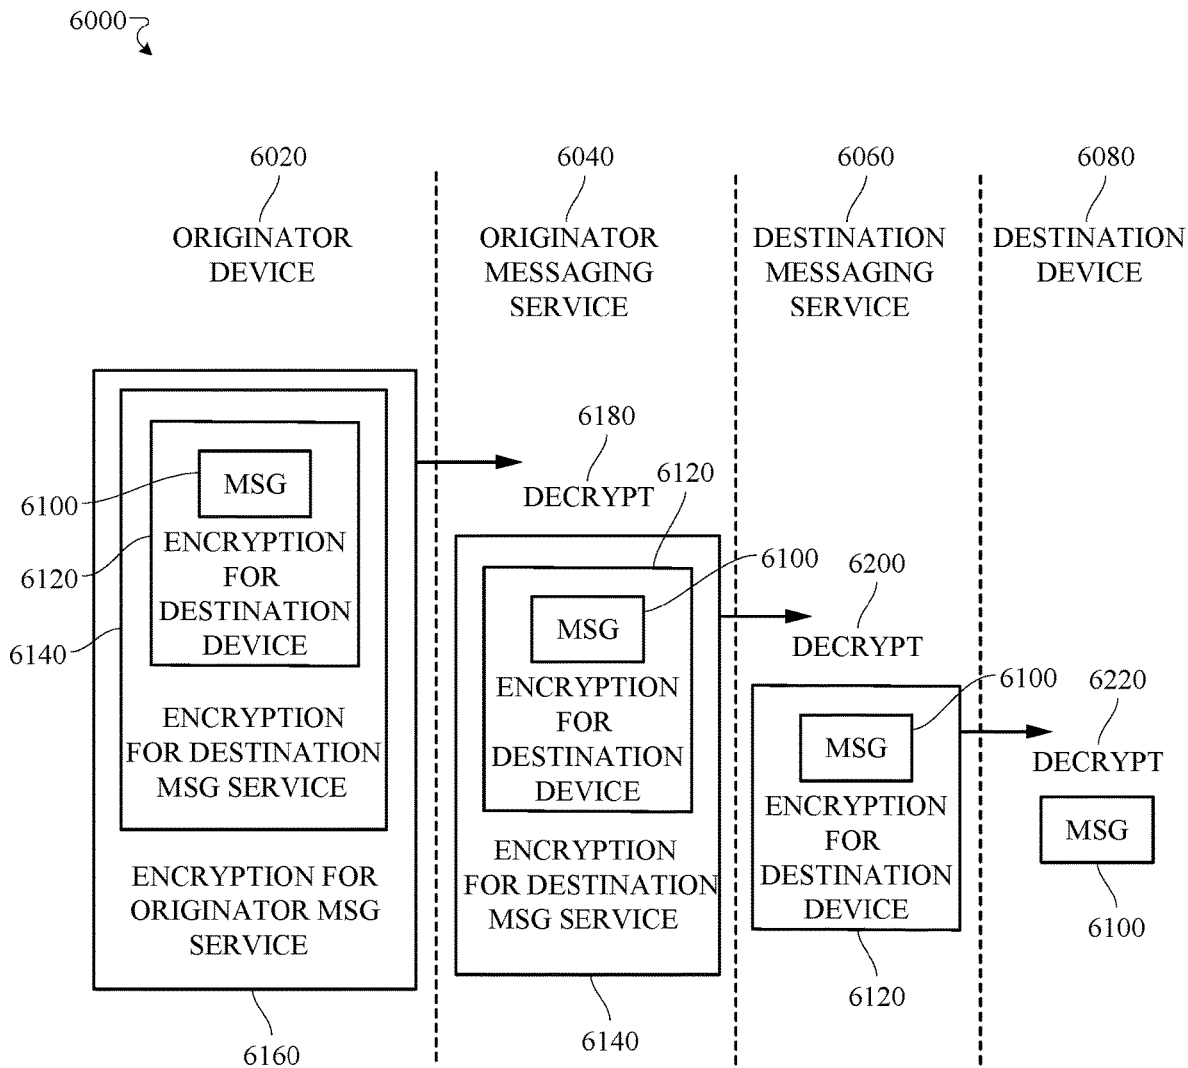 6000
6020
6040
6060
6080
ORIGINATOR
DEVICE
ORIGINATOR
MESSAGING
SERVICE
DESTINATION
MESSAGING
SERVICE
DESTINATION
DEVICE
6100
MSG
6120
ENCRYPTION
FOR
DESTINATION
DEVICE
6140
ENCRYPTION
FOR DESTINATION
MSG SERVICE
ENCRYPTION FOR
ORIGINATOR MSG
SERVICE
6160
6180
DECRYPT
6120
6100
MSG
ENCRYPTION
FOR
DESTINATION
DEVICE
ENCRYPTION
FOR DESTINATION
MSG SERVICE
6140
6200
DECRYPT
6100
MSG
ENCRYPTION
FOR
DESTINATION
DEVICE
6120
6220
DECRYPT
MSG
6100